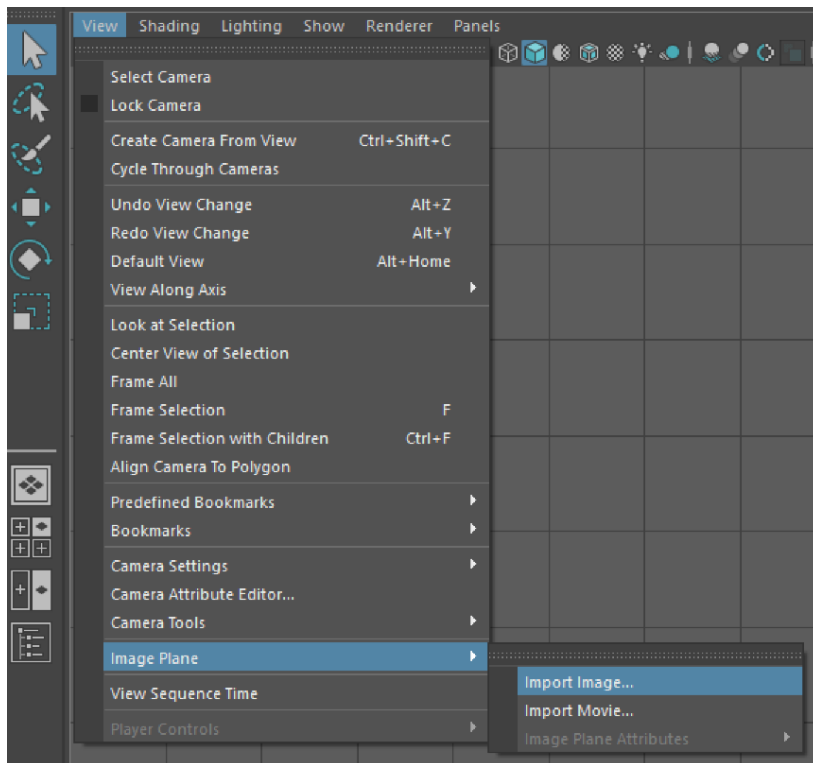 View Shading Lighting Show Renderer Panels
Select Camera
Lock Camera
Create Camera From View Ctrl+Shift+C
Cycle Through Cameras
Undo View Change Alt+Z
Redo View Change Alt+Y
Default View Alt+Home
View Along Axis
Look at Selection
Center View of Selection
Frame All
Frame Selection F
Frame Selection with Children Ctrl+F
Align Camera To Polygon
Predefined Bookmarks
Bookmarks
Camera Settings
Camera Attribute Editor...
Camera Tools
Image Plane
Import Image...
View Sequence Time
Import Movie...
Player Controls
Image Plane Attributes